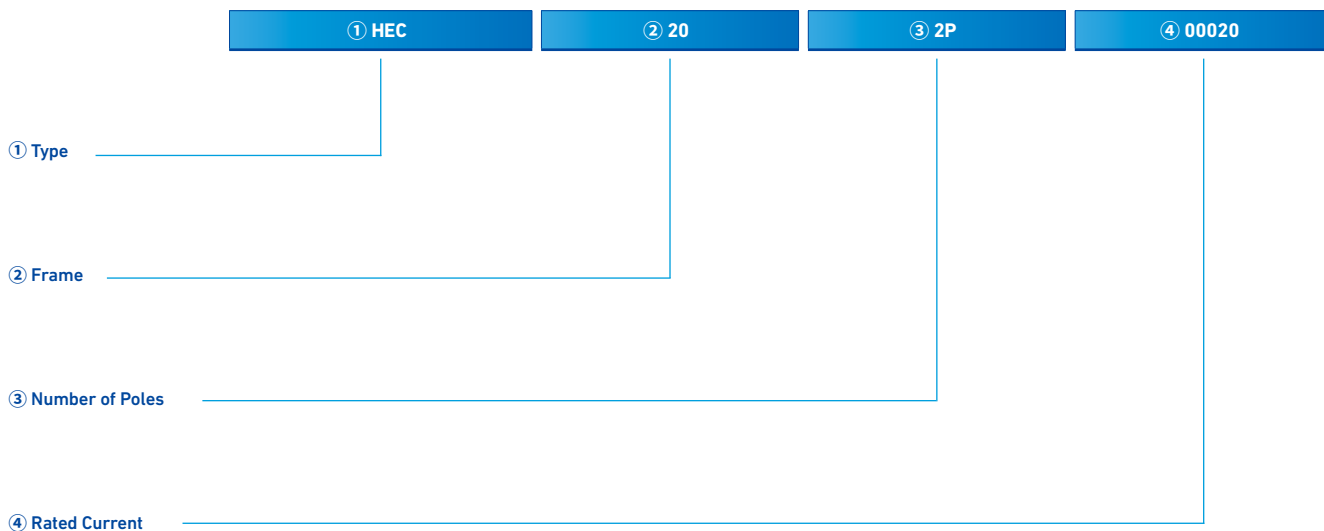 ① HEC ② 20 ③ 2P ④ 00020
① Type
② Frame
③ Number of Poles
④ Rated Current